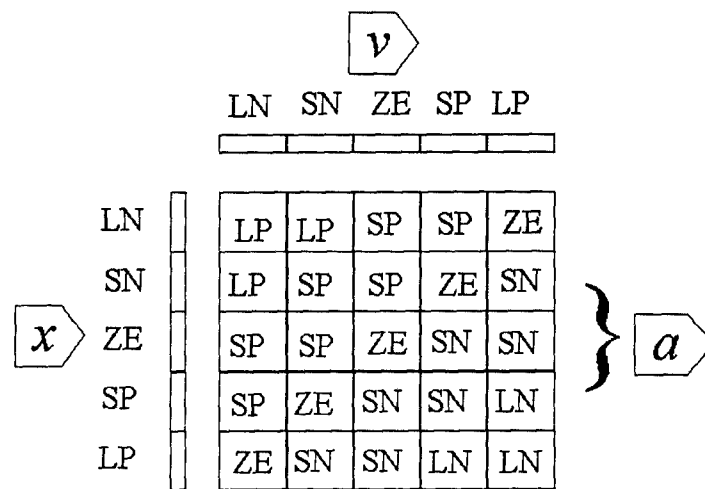 v
LN SN ZE SP LP
LN LP LP SP SP ZE
SN LP SP SP ZE SN
x ZE SP SP ZE SN SN } a
SP SP ZE SN SN LN
LP ZE SN SN LN LN